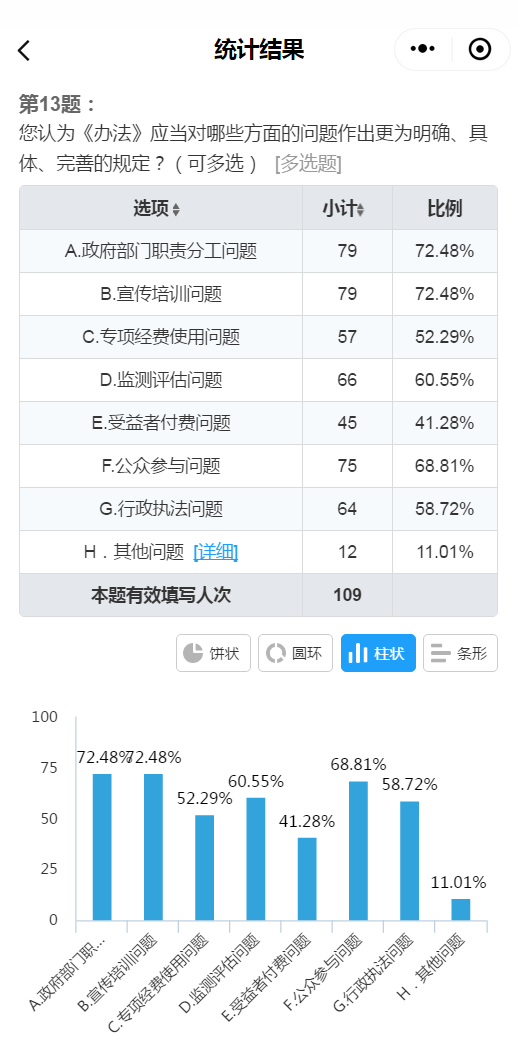 统计结果
第13题：
您认为《办法》应当对哪些方面的问题作出更为明确、具
体、完善的规定？（可多选） [多选题]
选项 小计 比例
A.政府部门职责分工问题 79 72.48%
B.宣传培训问题 79 72.48%
C.专项经费使用问题 57 52.29%
D.监测评估问题 66 60.55%
E.受益者付费问题 45 41.28%
F.公众参与问题 75 68.81%
G.行政执法问题 64 58.72%
H．其他问题 [详细] 12 11.01%
本题有效填写人次 109
饼状 圆环 柱状 条形
100
75
50
25
0
72.48% 72.48% 52.29% 60.55% 41.28% 68.81% 58.72% 11.01%
A.政府部门职...
B.宣传培训问题
C.专项经费使用问题
D.监测评估问题
E.受益者付费问题
F.公众参与问题
G.行政执法问题
H．其他问题